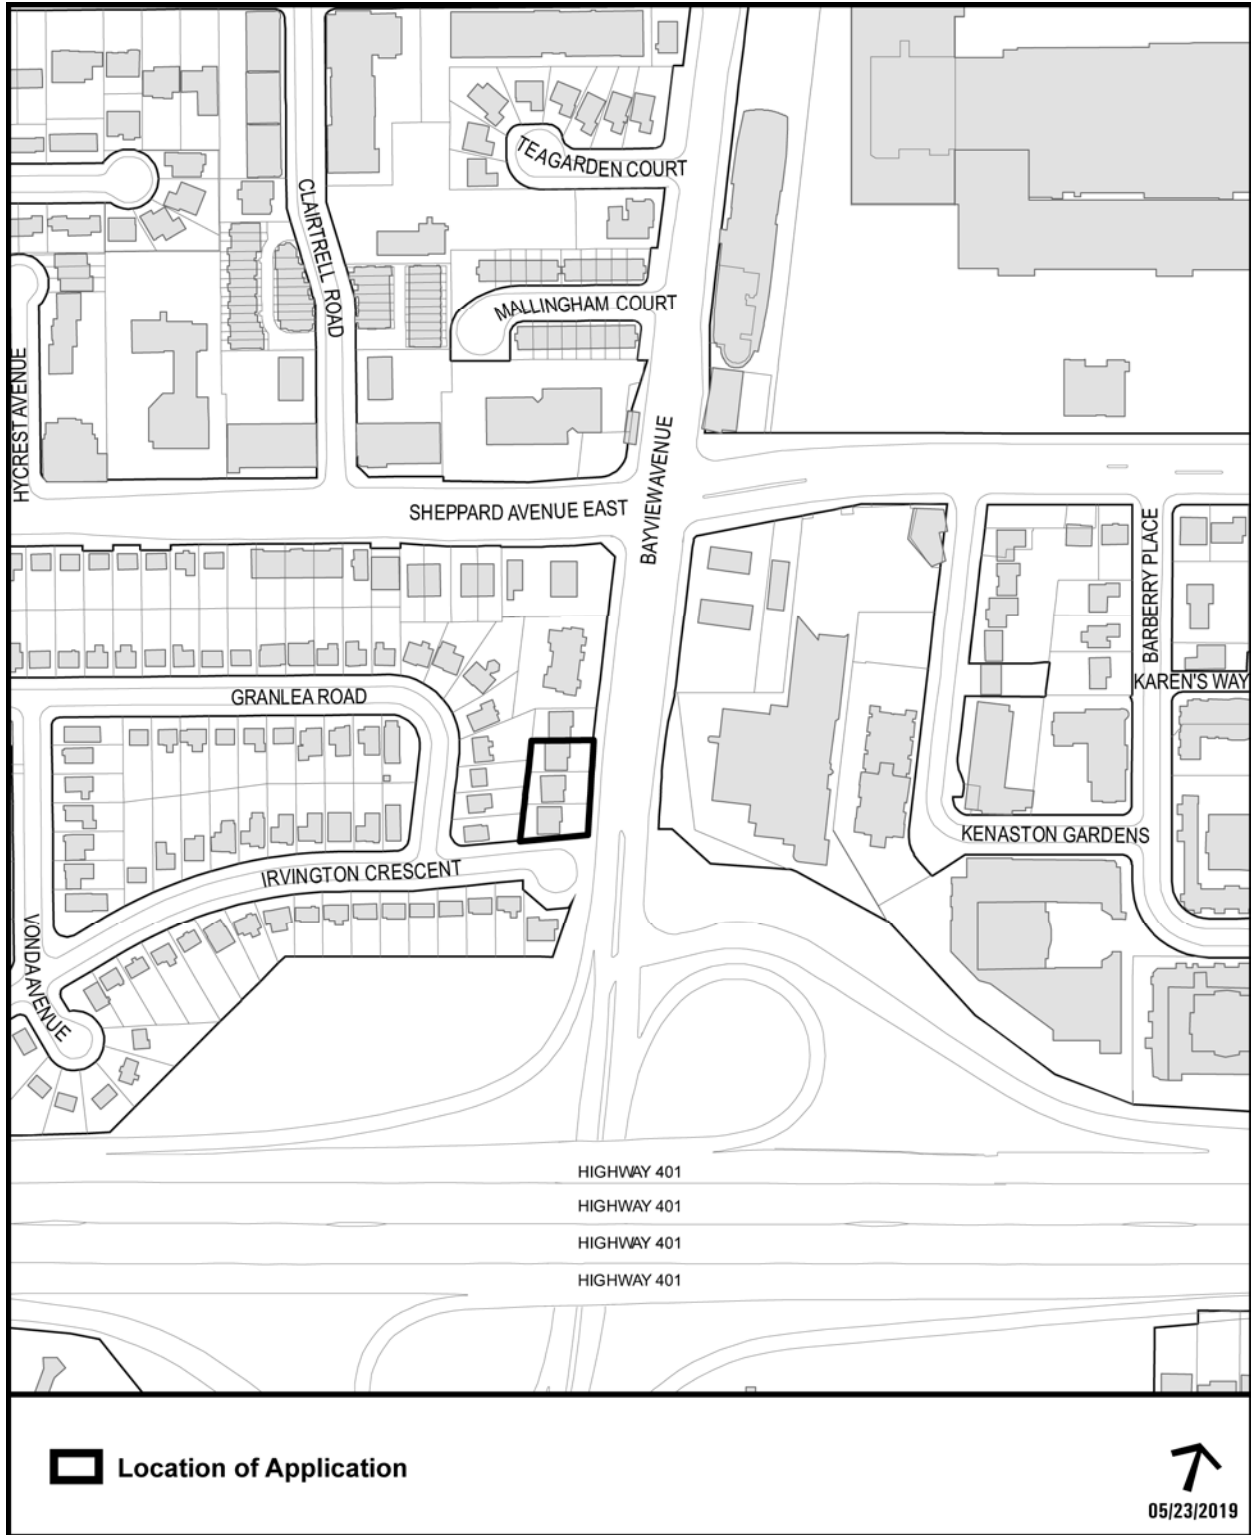 TEAGARDEN COURT
CLAIRTRELL ROAD
MALLINGHAM COURT
HYCREST AVENUE
BAYVIEW AVENUE
SHEPPARD AVENUE EAST
BARBERRY PLACE
KAREN'S WAY
GRANLEA ROAD
KENASTON GARDENS
IRVINGTON CRESCENT
VONDA AVENUE
HIGHWAY 401
HIGHWAY 401
HIGHWAY 401
HIGHWAY 401
Location of Application
05/23/2019